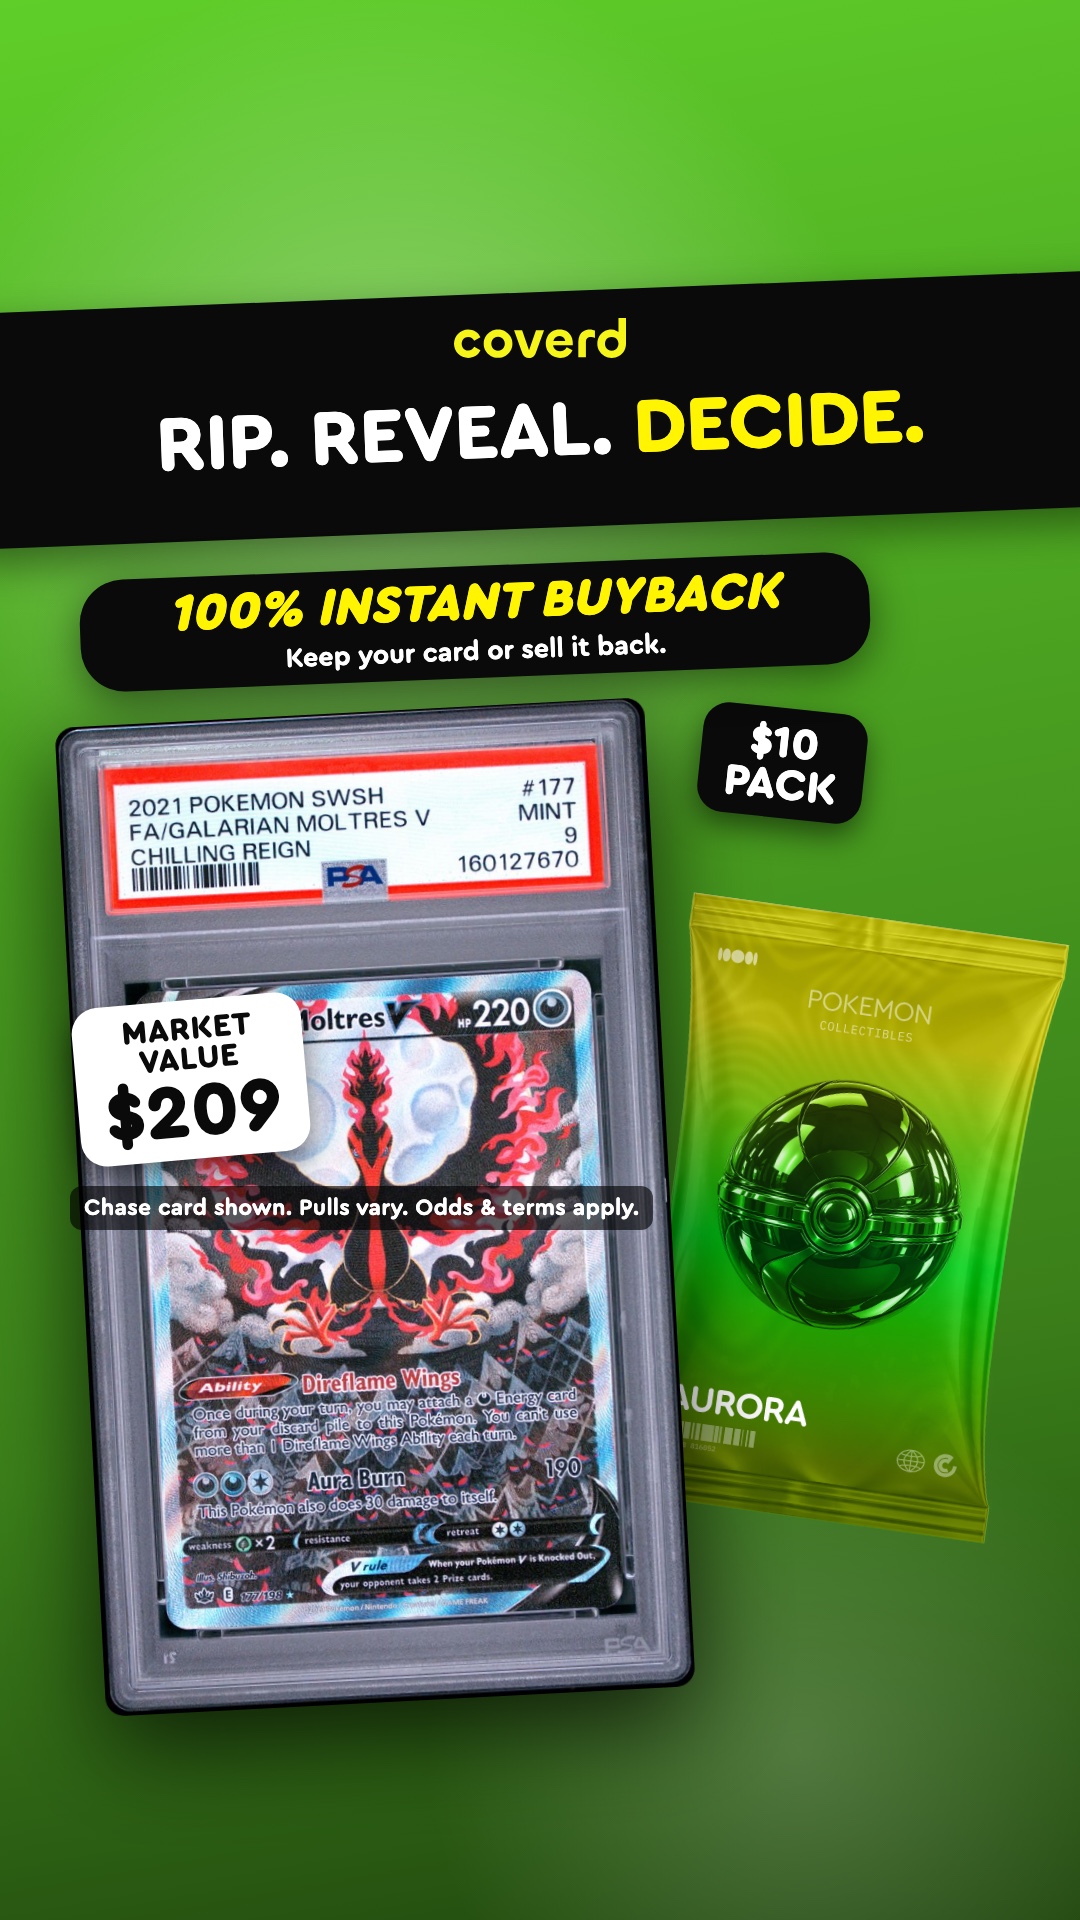 coverd
RIP. REVEAL. DECIDE.
100% INSTANT BUYBACK
Keep your card or sell it back.
$10
PACK
2021 POKEMON SWSH #177
FA/GALARIAN MOLTRES V MINT
CHILLING REIGN 9
PSA 160127670
POKEMON
COLLECTIBLES
Moltres V HP 220
MARKET
VALUE
$209
Chase card shown. Pulls vary. Odds & terms apply.
Ability Direflame Wings
Once during your turn, you may attach a Energy card
from your discard pile to this Pokémon. You can't use
more than 1 Direflame Wings Ability each turn.
Aura Burn 190
This Pokémon also does 30 damage to itself.
weakness ×2 resistance retreat
V rule When your Pokémon V is Knocked Out,
your opponent takes 2 Prize cards.
E 177/198
PSA
AURORA